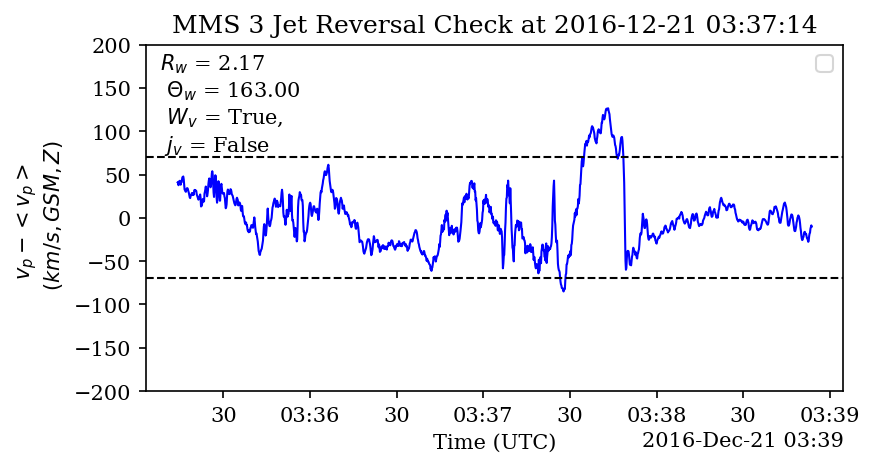 MMS 3 Jet Reversal Check at 2016-12-21 03:37:14
R_w = 2.17
Θ_w = 163.00
W_v = True,
j_v = False
v_p − < v_p >
(km/s, GSM, Z)
200
150
100
50
0
−50
−100
−150
−200
30 03:36 30 03:37 30 03:38 30 03:39
Time (UTC)
2016-Dec-21 03:39